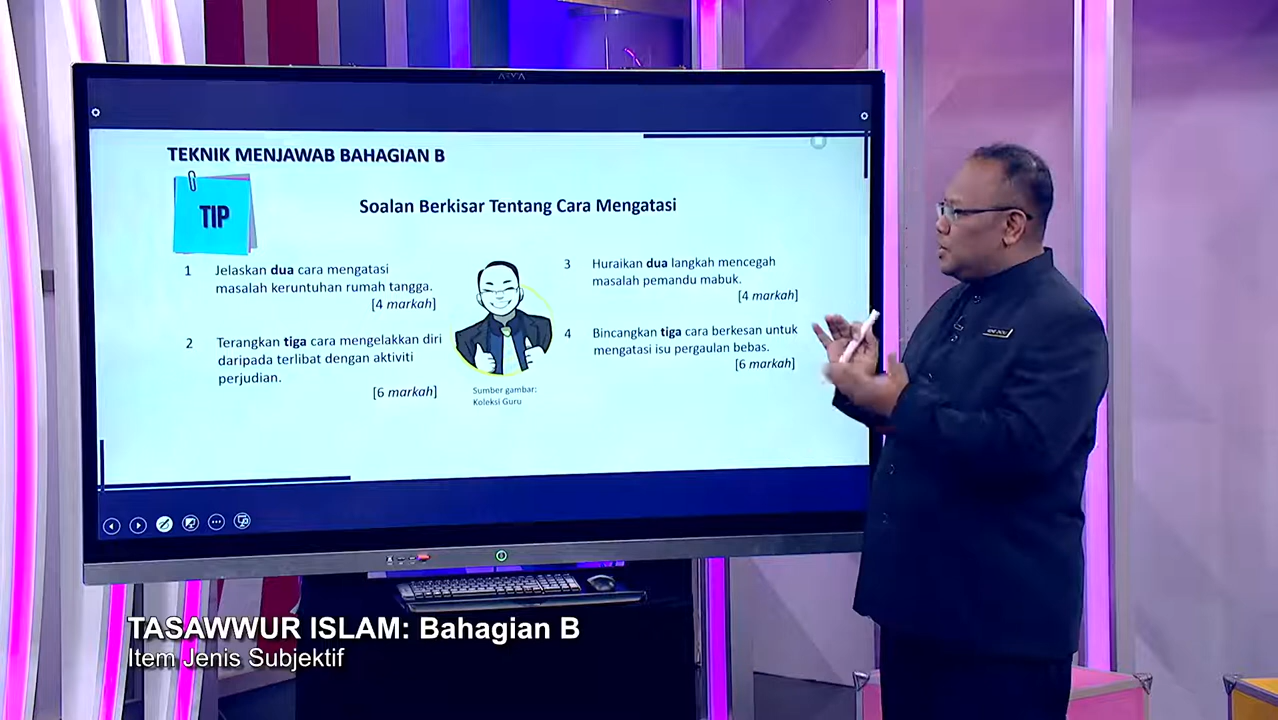 TEKNIK MENJAWAB BAHAGIAN B
TIP
Soalan Berkisar Tentang Cara Mengatasi
1 Jelaskan dua cara mengatasi
masalah keruntuhan rumah tangga.
[4 markah]
2 Terangkan tiga cara mengelakkan diri
daripada terlibat dengan aktiviti
perjudian.
[6 markah]
Sumber gambar:
Koleksi Guru
3 Huraikan dua langkah mencegah
masalah pemandu mabuk.
[4 markah]
4 Bincangkan tiga cara berkesan untuk
mengatasi isu pergaulan bebas.
[6 markah]
TASAWWUR ISLAM: Bahagian B
Item Jenis Subjektif